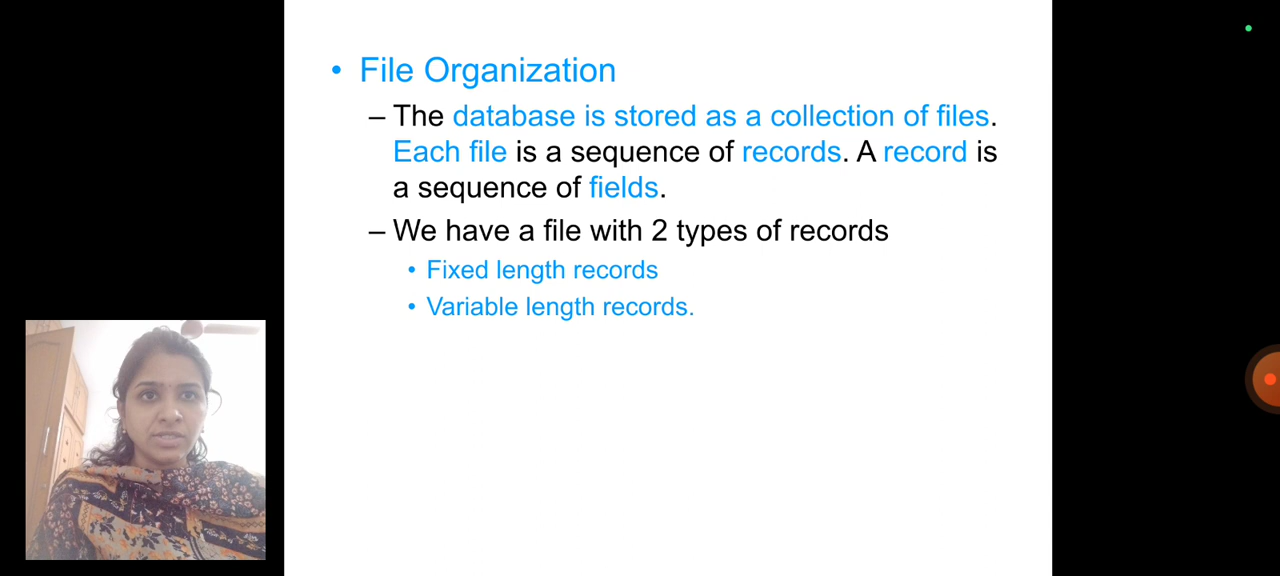 • File Organization
– The database is stored as a collection of files.
Each file is a sequence of records. A record is
a sequence of fields.
– We have a file with 2 types of records
• Fixed length records
• Variable length records.